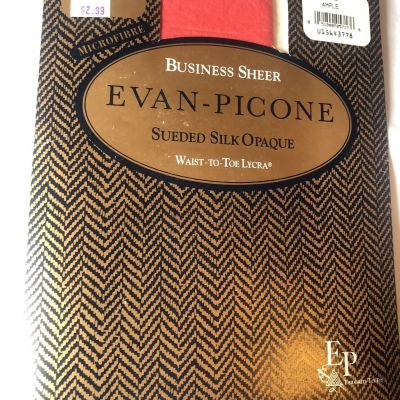 $2.99
AMPLE
MICROFIBRE
BUSINESS SHEER
EVAN-PICONE
SUEDED SILK OPAQUE
WAIST-TO-TOE LYCRA®
EP